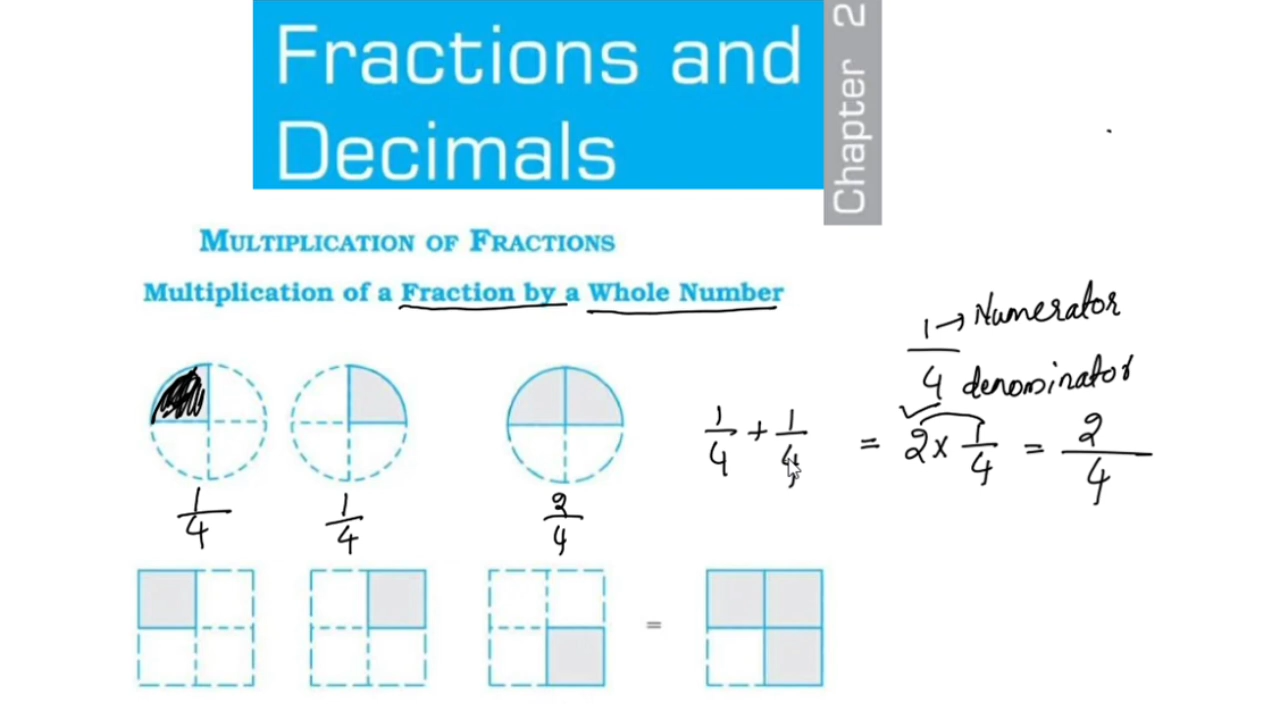 Fractions and
Decimals
Chapter 2
MULTIPLICATION OF FRACTIONS
Multiplication of a Fraction by a Whole Number
1/4 → Numerator
denominator
1/4 + 1/4 = 2 × 1/4 = 2/4
1/4 1/4 2/4
=